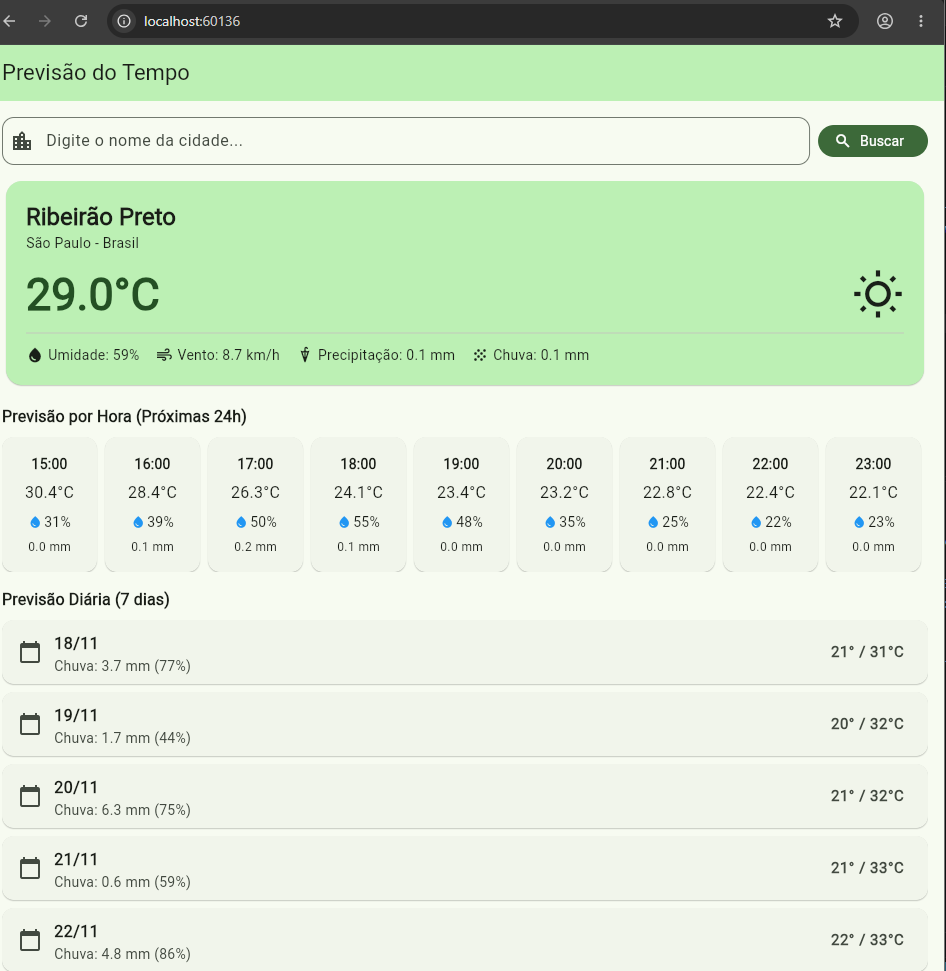 localhost:60136
Previsão do Tempo
Digite o nome da cidade...
Buscar
Ribeirão Preto
São Paulo - Brasil
29.0°C
Umidade: 59% Vento: 8.7 km/h Precipitação: 0.1 mm Chuva: 0.1 mm
Previsão por Hora (Próximas 24h)
15:00 16:00 17:00 18:00 19:00 20:00 21:00 22:00 23:00
30.4°C 28.4°C 26.3°C 24.1°C 23.4°C 23.2°C 22.8°C 22.4°C 22.1°C
31% 39% 50% 55% 48% 35% 25% 22% 23%
0.0 mm 0.1 mm 0.2 mm 0.1 mm 0.0 mm 0.0 mm 0.0 mm 0.0 mm 0.0 mm
Previsão Diária (7 dias)
18/11
Chuva: 3.7 mm (77%)
21° / 31°C
19/11
Chuva: 1.7 mm (44%)
20° / 32°C
20/11
Chuva: 6.3 mm (75%)
21° / 32°C
21/11
Chuva: 0.6 mm (59%)
21° / 33°C
22/11
Chuva: 4.8 mm (86%)
22° / 33°C